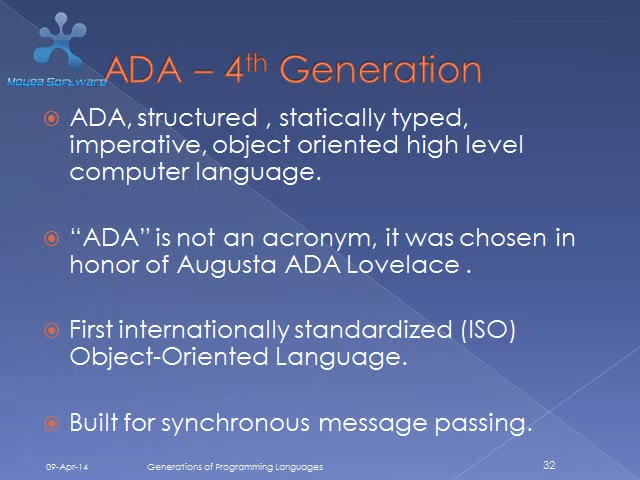 Moyea Software
ADA – 4th Generation
ADA, structured , statically typed,
imperative, object oriented high level
computer language.
“ADA” is not an acronym, it was chosen in
honor of Augusta ADA Lovelace .
First internationally standardized (ISO)
Object-Oriented Language.
Built for synchronous message passing.
09-Apr-14
Generations of Programming Languages
32